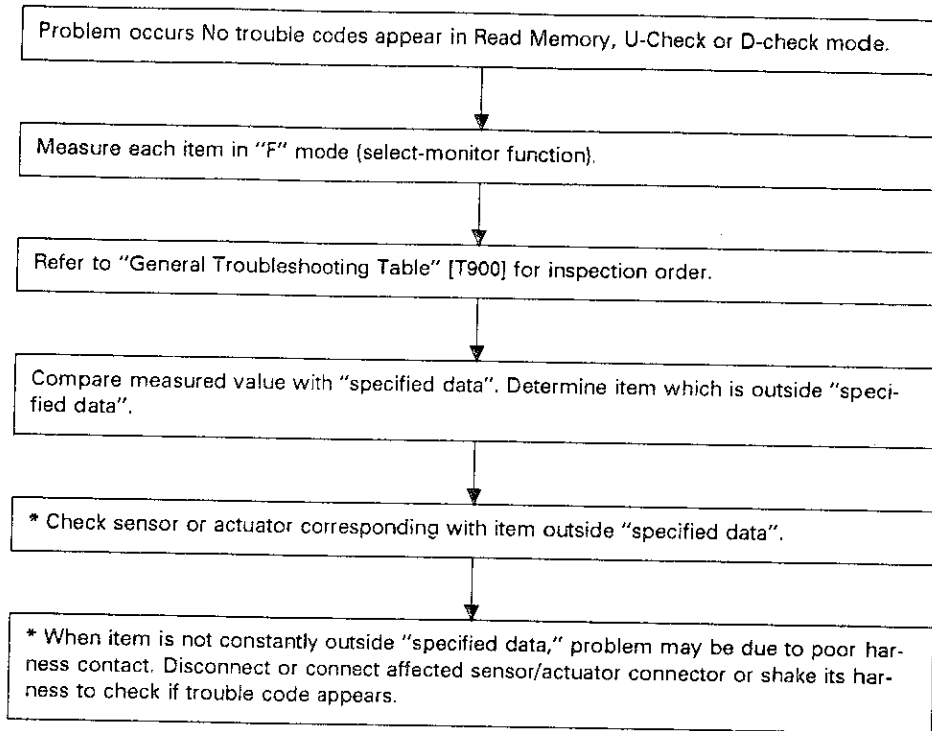 Problem occurs No trouble codes appear in Read Memory, U-Check or D-check mode.
Measure each item in "F" mode (select-monitor function).
Refer to "General Troubleshooting Table" [T900] for inspection order.
Compare measured value with "specified data". Determine item which is outside "speci-
fied data".
* Check sensor or actuator corresponding with item outside "specified data".
* When item is not constantly outside "specified data," problem may be due to poor har-
ness contact. Disconnect or connect affected sensor/actuator connector or shake its har-
ness to check if trouble code appears.